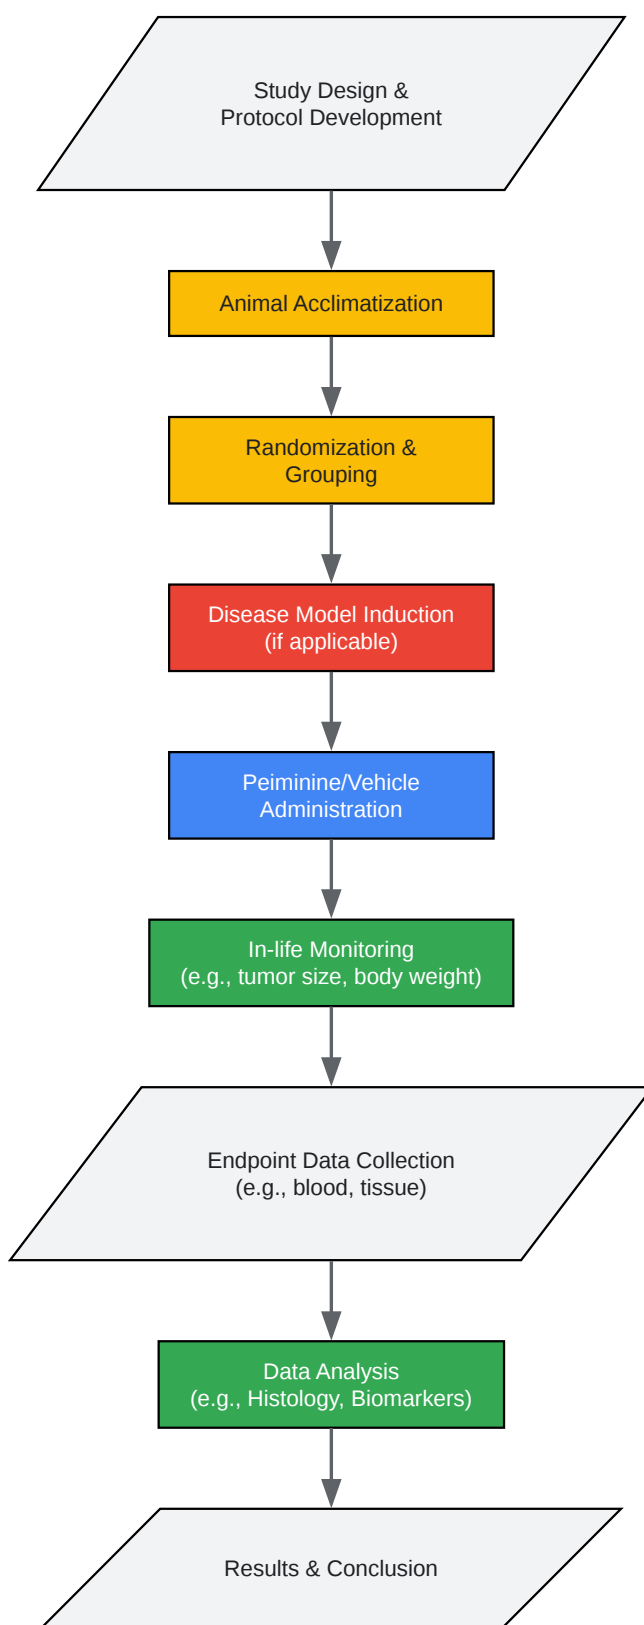 Study Design &
Protocol Development
Animal Acclimatization
Randomization &
Grouping
Disease Model Induction
(if applicable)
Peiminine/Vehicle
Administration
In-life Monitoring
(e.g., tumor size, body weight)
Endpoint Data Collection
(e.g., blood, tissue)
Data Analysis
(e.g., Histology, Biomarkers)
Results & Conclusion